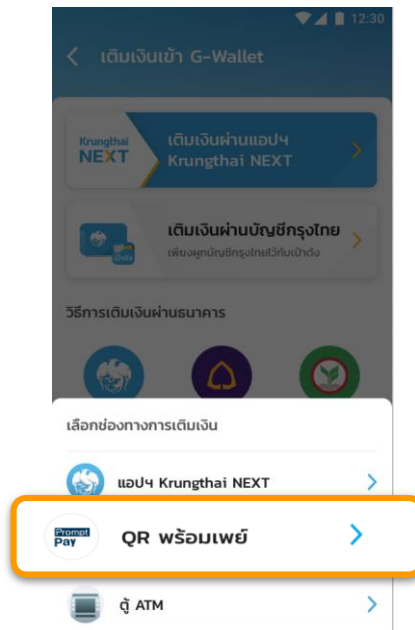 12:30
เติมเงินเข้า G-Wallet
Krungthai
NEXT
เติมเงินผ่านแอปฯ
Krungthai NEXT
เติมเงินผ่านบัญชีกรุงไทย
เพียงผูกบัญชีกรุงไทยไว้กับเป๋าตัง
เป๋าตัง
วิธีการเติมเงินผ่านธนาคาร
เลือกช่องทางการเติมเงิน
แอปฯ Krungthai NEXT
Prompt
Pay
QR พร้อมเพย์
ตู้ ATM